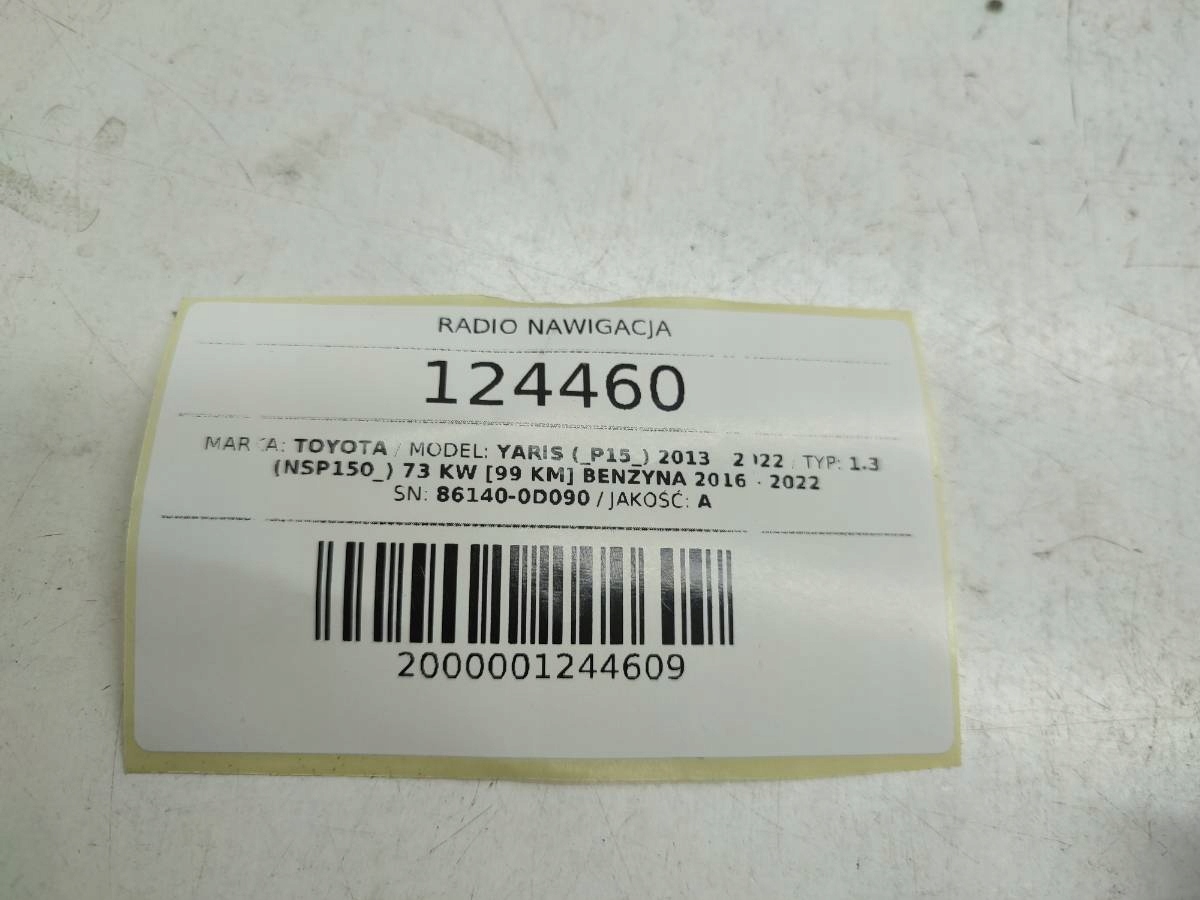 RADIO NAWIGACJA
124460
MARKA: TOYOTA / MODEL: YARIS (_P15_) 2013 - 2022 / TYP: 1.3
(NSP150_) 73 KW [99 KM] BENZYNA 2016 - 2022
SN: 86140-0D090 / JAKOŚĆ: A
2000001244609